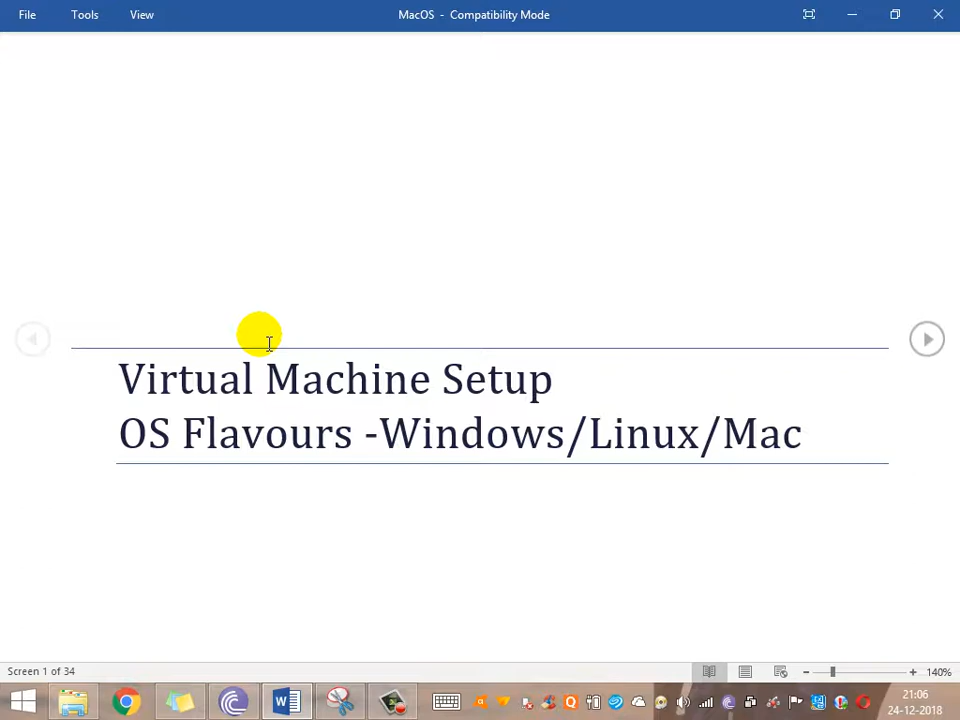 File Tools View MacOS - Compatibility Mode
Virtual Machine Setup
OS Flavours -Windows/Linux/Mac
Screen 1 of 34 140%
21:06
24-12-2018